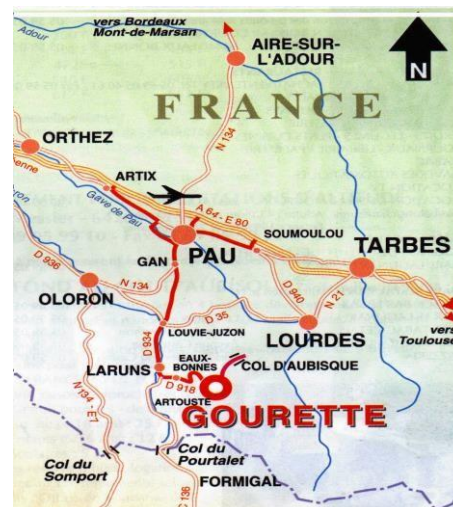 vers Bordeaux
Mont-de-Marsan
Adour
AIRE-SUR-
L'ADOUR
N
FRANCE
N 134
ORTHEZ
ARTIX
Gave de Pau
A 64 - E 80
SOUMOULOU
TARBES
PAU
GAN
D 936
N 134
D 940
N 21
OLORON
D 35
LOUVIE-JUZON
LOURDES
vers
Toulouse
D 934
EAUX-
BONNES
COL D'AUBISQUE
LARUNS
D 918
ARTOUSTE
GOURETTE
N 134 - E7
Col du
Somport
Col du
Pourtalet
FORMIGAL
C 136